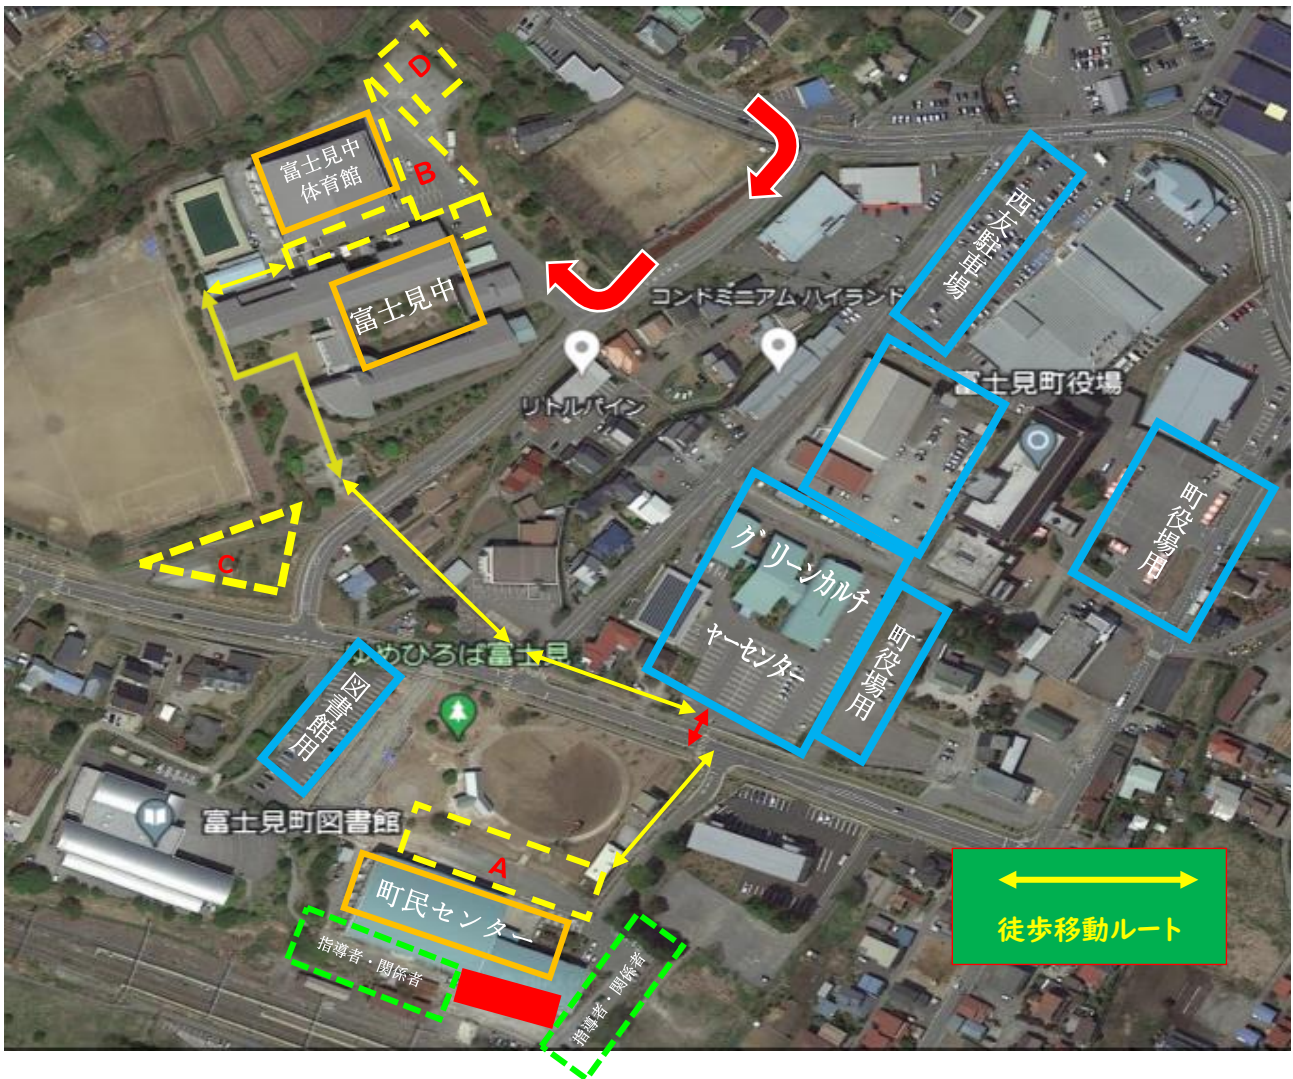 D
B
富士見中
体育館
西友駐車場
富士見中
コンドミニアム ハイランド
リトルパイン
富士見町役場
町役場用
グリーンカルチ
ャーセンター
C
町役場用
ゆめひろば富士見
図書館用
富士見町図書館
A
町民センター
指導者・関係者
指導者・関係者
徒歩移動ルート